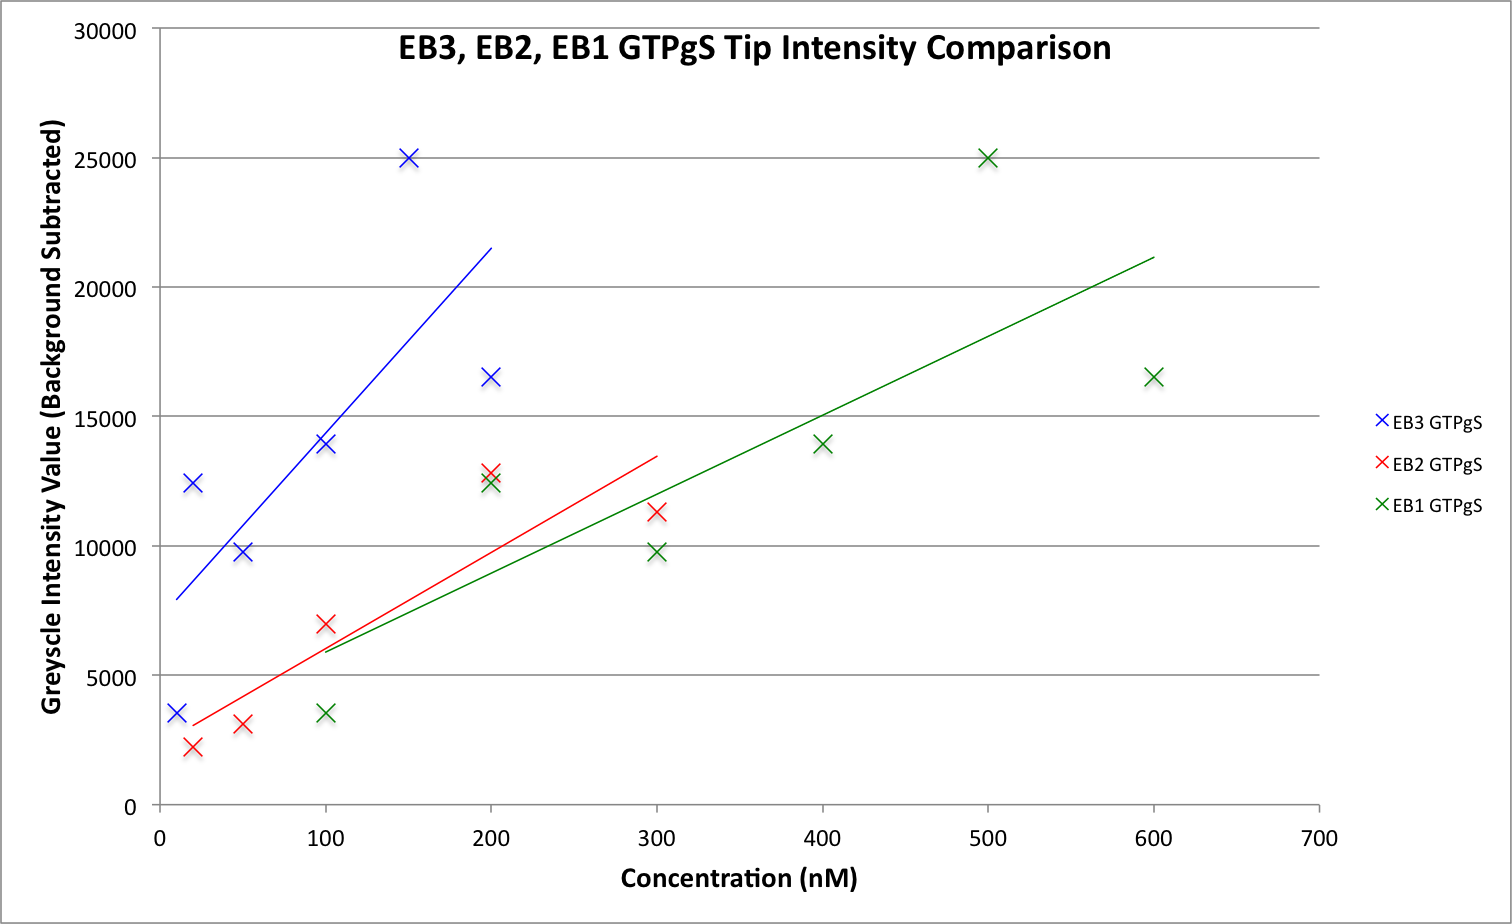 EB3, EB2, EB1 GTPgS Tip Intensity Comparison
Greyscle Intensity Value (Background Subtracted)
30000
25000
20000
15000
10000
5000
0
0 100 200 300 400 500 600 700
Concentration (nM)
EB3 GTPgS
EB2 GTPgS
EB1 GTPgS